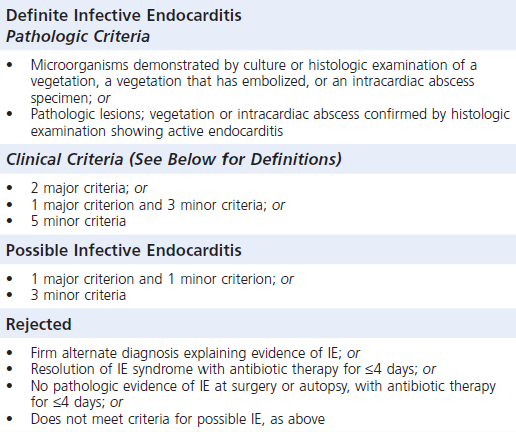 Definite Infective Endocarditis
Pathologic Criteria
• Microorganisms demonstrated by culture or histologic examination of a
vegetation, a vegetation that has embolized, or an intracardiac abscess
specimen; or
• Pathologic lesions; vegetation or intracardiac abscess confirmed by histologic
examination showing active endocarditis
Clinical Criteria (See Below for Definitions)
• 2 major criteria; or
• 1 major criterion and 3 minor criteria; or
• 5 minor criteria
Possible Infective Endocarditis
• 1 major criterion and 1 minor criterion; or
• 3 minor criteria
Rejected
• Firm alternate diagnosis explaining evidence of IE; or
• Resolution of IE syndrome with antibiotic therapy for ≤4 days; or
• No pathologic evidence of IE at surgery or autopsy, with antibiotic therapy
for ≤4 days; or
• Does not meet criteria for possible IE, as above